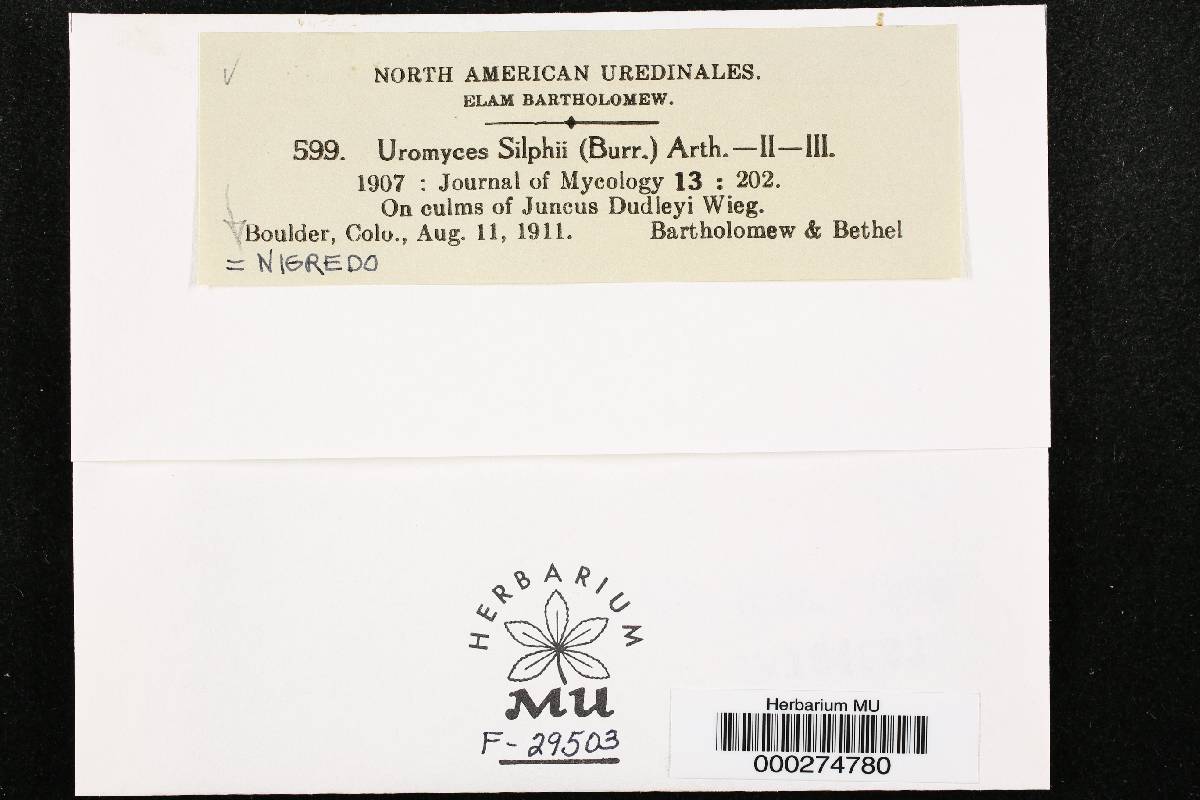 NORTH AMERICAN UREDINALES.
ELAM BARTHOLOMEW.
599. Uromyces Silphii (Burr.) Arth.—II—III.
1907 : Journal of Mycology 13 : 202.
On culms of Juncus Dudleyi Wieg.
Boulder, Colo., Aug. 11, 1911. Bartholomew & Bethel
= NIGREDO
HERBARIUM
MU
F-29503
Herbarium MU
000274780